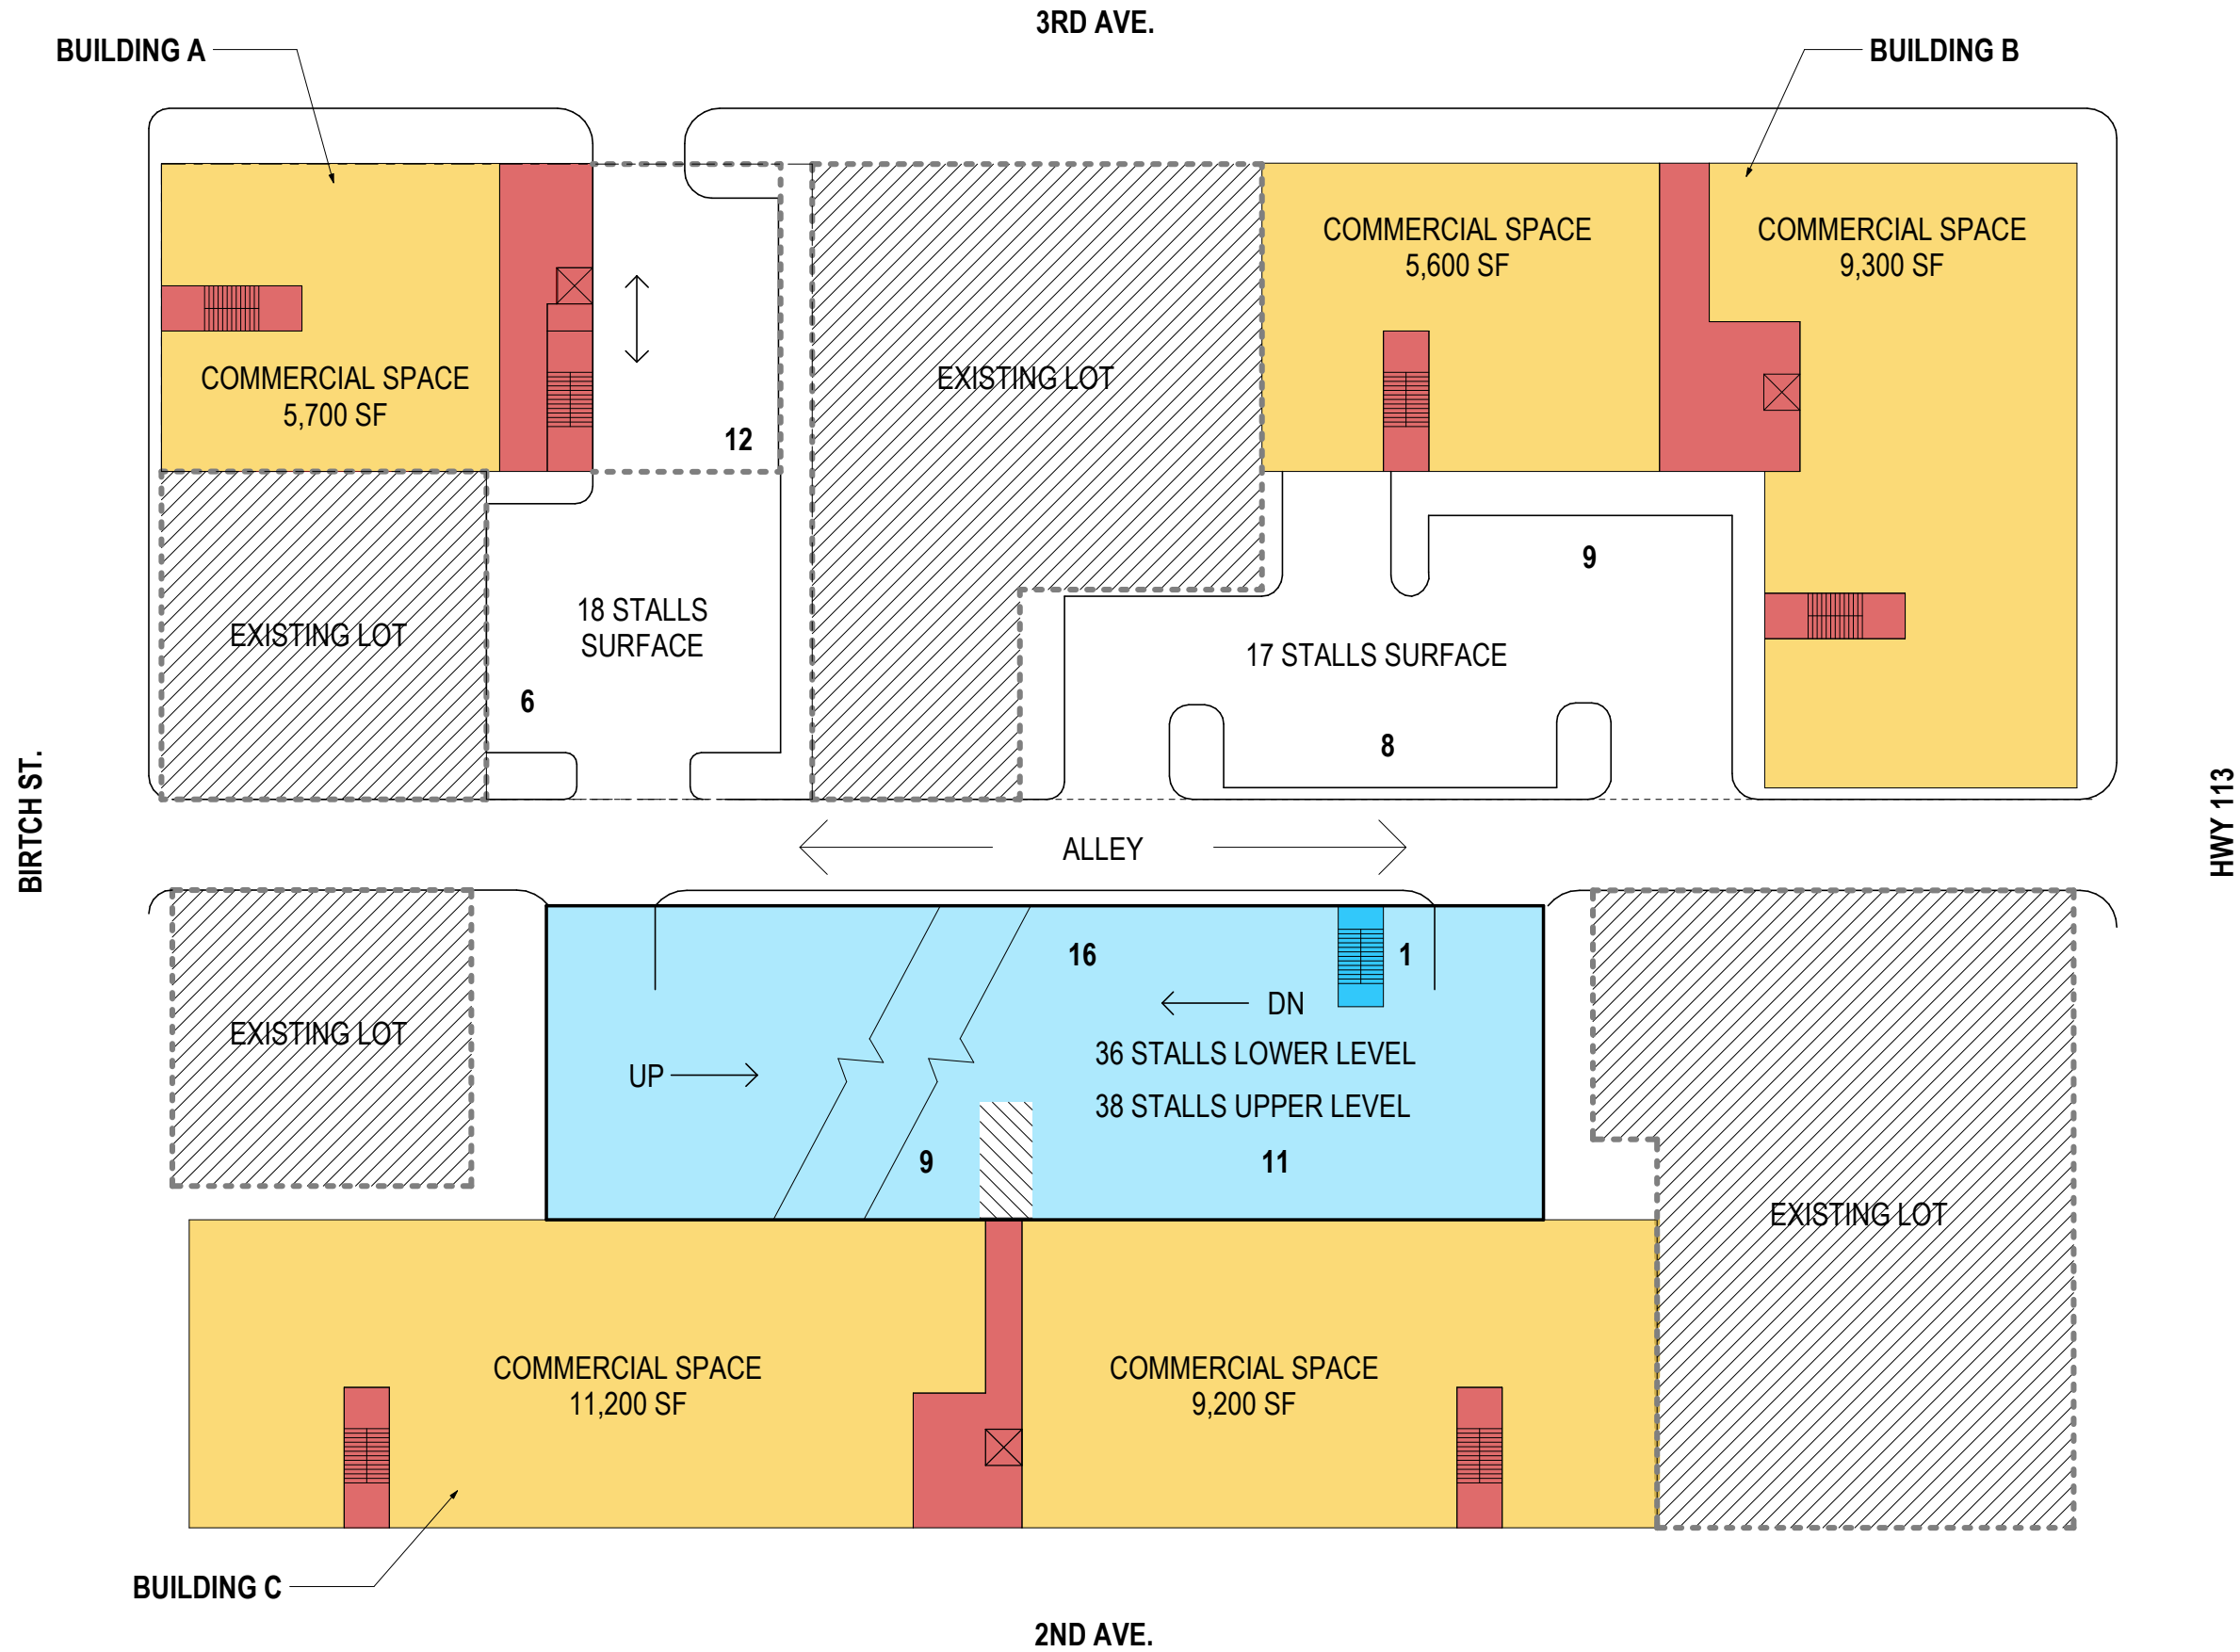 3RD AVE.
BUILDING A
BUILDING B
COMMERCIAL SPACE
5,600 SF
COMMERCIAL SPACE
9,300 SF
COMMERCIAL SPACE
5,700 SF
EXISTING LOT
12
9
18 STALLS
SURFACE
EXISTING LOT
17 STALLS SURFACE
6
8
BIRTCH ST.
HWY 113
ALLEY
16
1
DN
EXISTING LOT
36 STALLS LOWER LEVEL
UP
38 STALLS UPPER LEVEL
9
11
EXISTING LOT
COMMERCIAL SPACE
11,200 SF
COMMERCIAL SPACE
9,200 SF
BUILDING C
2ND AVE.